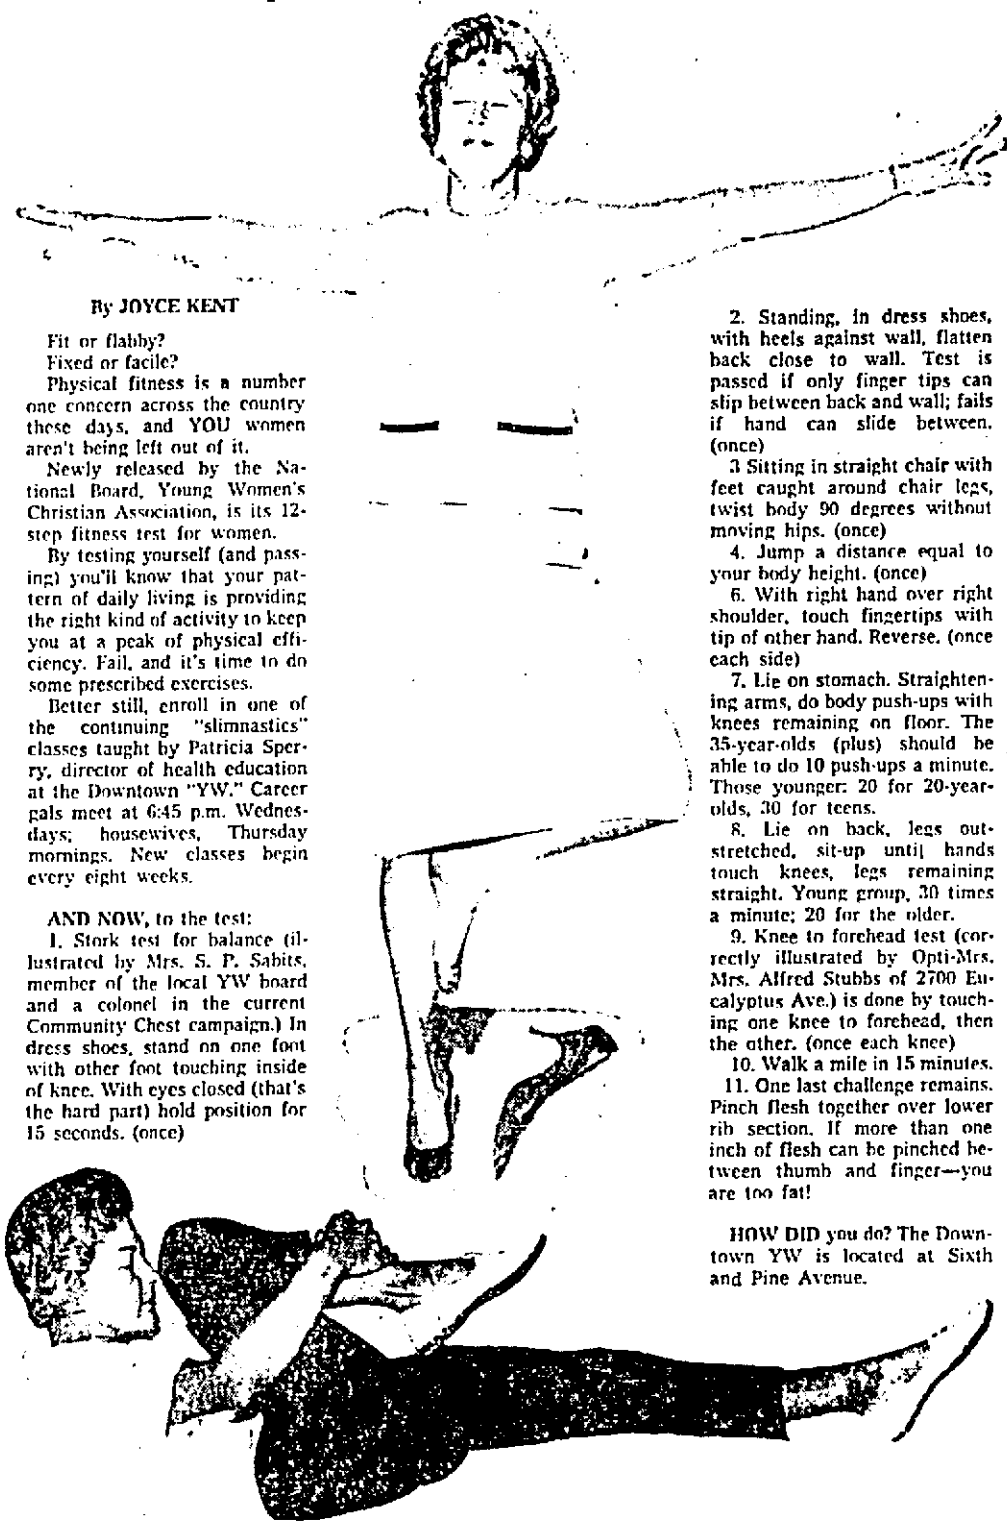 By JOYCE KENT
Fit or flabby?
Fixed or facile?
Physical fitness is a number
one concern across the country
these days, and YOU women
aren't being left out of it.
Newly released by the Na-
tional Board, Young Women's
Christian Association, is its 12-
step fitness test for women.
By testing yourself (and pass-
ing) you'll know that your pat-
tern of daily living is providing
the right kind of activity to keep
you at a peak of physical effi-
ciency. Fail, and it's time to do
some prescribed exercises.
Better still, enroll in one of
the continuing "slimnastics"
classes taught by Patricia Sper-
ry, director of health education
at the Downtown "YW." Career
gals meet at 6:45 p.m. Wednes-
days; housewives, Thursday
mornings. New classes begin
every eight weeks.
AND NOW, to the test:
1. Stork test for balance (il-
lustrated by Mrs. S. P. Sabits,
member of the local YW board
and a colonel in the current
Community Chest campaign.) In
dress shoes, stand on one foot
with other foot touching inside
of knee. With eyes closed (that's
the hard part) hold position for
15 seconds. (once)
2. Standing, in dress shoes,
with heels against wall, flatten
back close to wall. Test is
passed if only finger tips can
slip between back and wall; fails
if hand can slide between.
(once)
3 Sitting in straight chair with
feet caught around chair legs,
twist body 90 degrees without
moving hips. (once)
4. Jump a distance equal to
your body height. (once)
6. With right hand over right
shoulder, touch fingertips with
tip of other hand. Reverse. (once
each side)
7. Lie on stomach. Straighten-
ing arms, do body push-ups with
knees remaining on floor. The
35-year-olds (plus) should be
able to do 10 push-ups a minute.
Those younger: 20 for 20-year-
olds, 30 for teens.
8. Lie on back, legs out-
stretched, sit-up until hands
touch knees, legs remaining
straight. Young group, 30 times
a minute; 20 for the older.
9. Knee to forehead test (cor-
rectly illustrated by Opti-Mrs.
Mrs. Alfred Stubbs of 2700 Eu-
calyptus Ave.) is done by touch-
ing one knee to forehead, then
the other. (once each knee)
10. Walk a mile in 15 minutes.
11. One last challenge remains.
Pinch flesh together over lower
rib section. If more than one
inch of flesh can be pinched be-
tween thumb and finger—you
are too fat!
HOW DID you do? The Down-
town YW is located at Sixth
and Pine Avenue.